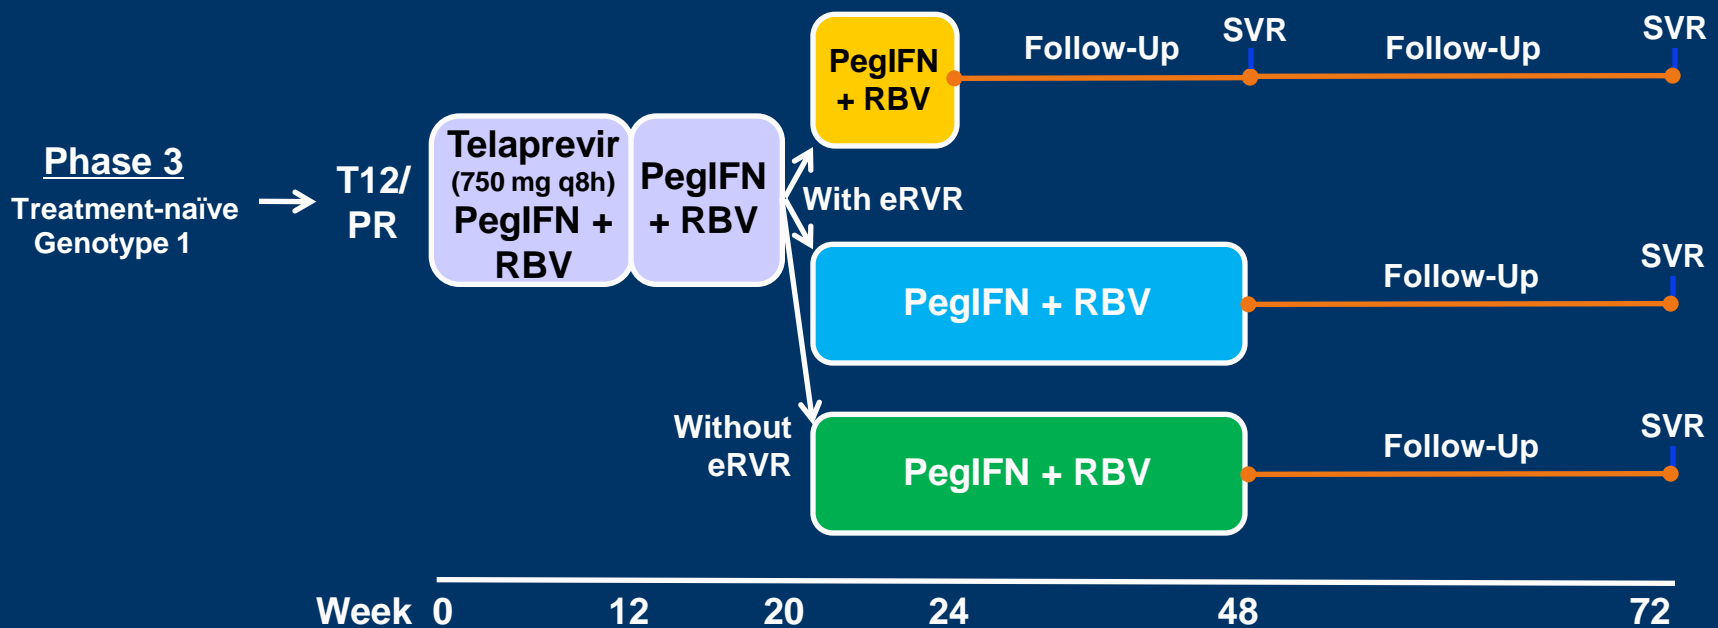 Phase 3
Treatment-naïve
Genotype 1
T12/
PR
Telaprevir
(750 mg q8h)
PegIFN +
RBV
PegIFN
+ RBV
With eRVR
Without
eRVR
PegIFN
+ RBV
Follow-Up
SVR
Follow-Up
SVR
PegIFN + RBV
Follow-Up
SVR
PegIFN + RBV
Follow-Up
SVR
Week 0 12 20 24 48 72